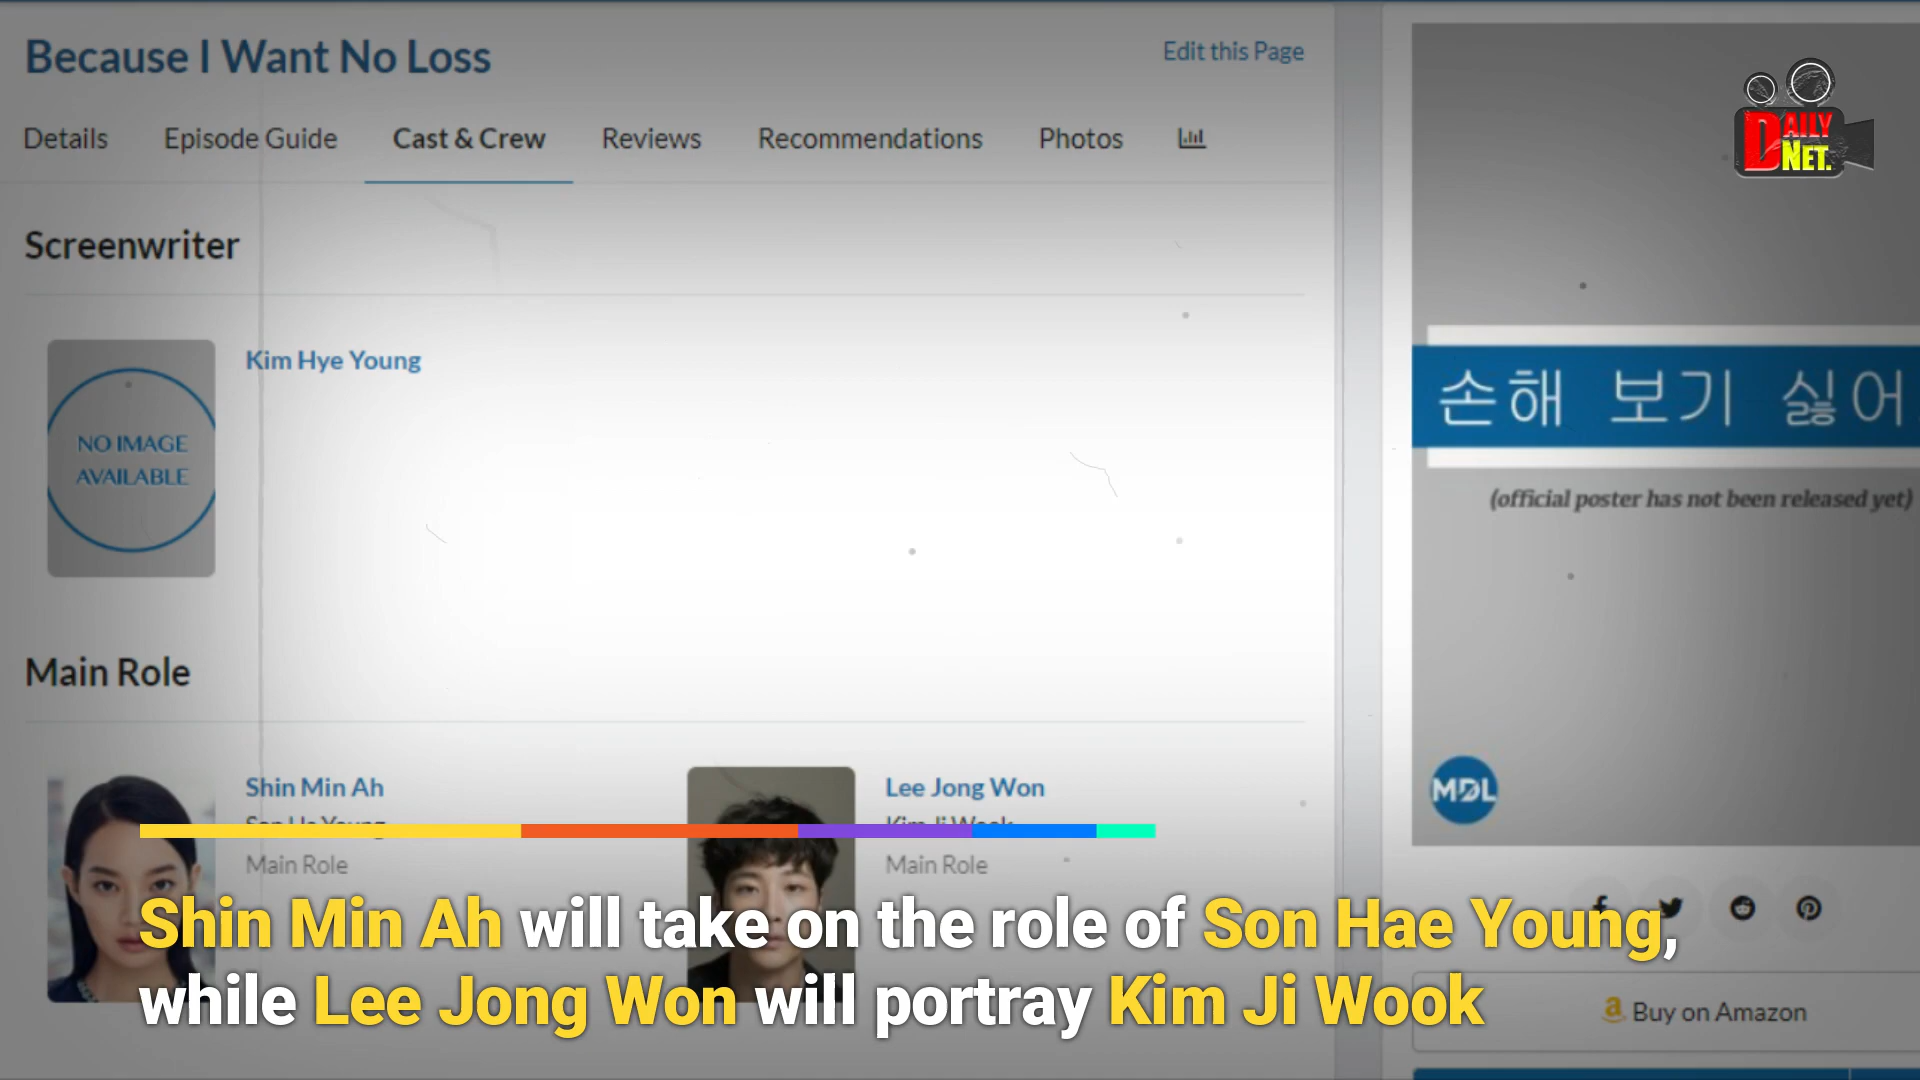 Because I Want No Loss
Edit this Page
Details Episode Guide Cast & Crew Reviews Recommendations Photos
DAILY
NET.
Screenwriter
Kim Hye Young
NO IMAGE
AVAILABLE
손해 보기 싫어
(official poster has not been released yet)
Main Role
Shin Min Ah
Main Role
Lee Jong Won
Kim Ji Wook
Main Role
MDL
Shin Min Ah will take on the role of Son Hae Young,
while Lee Jong Won will portray Kim Ji Wook
Buy on Amazon